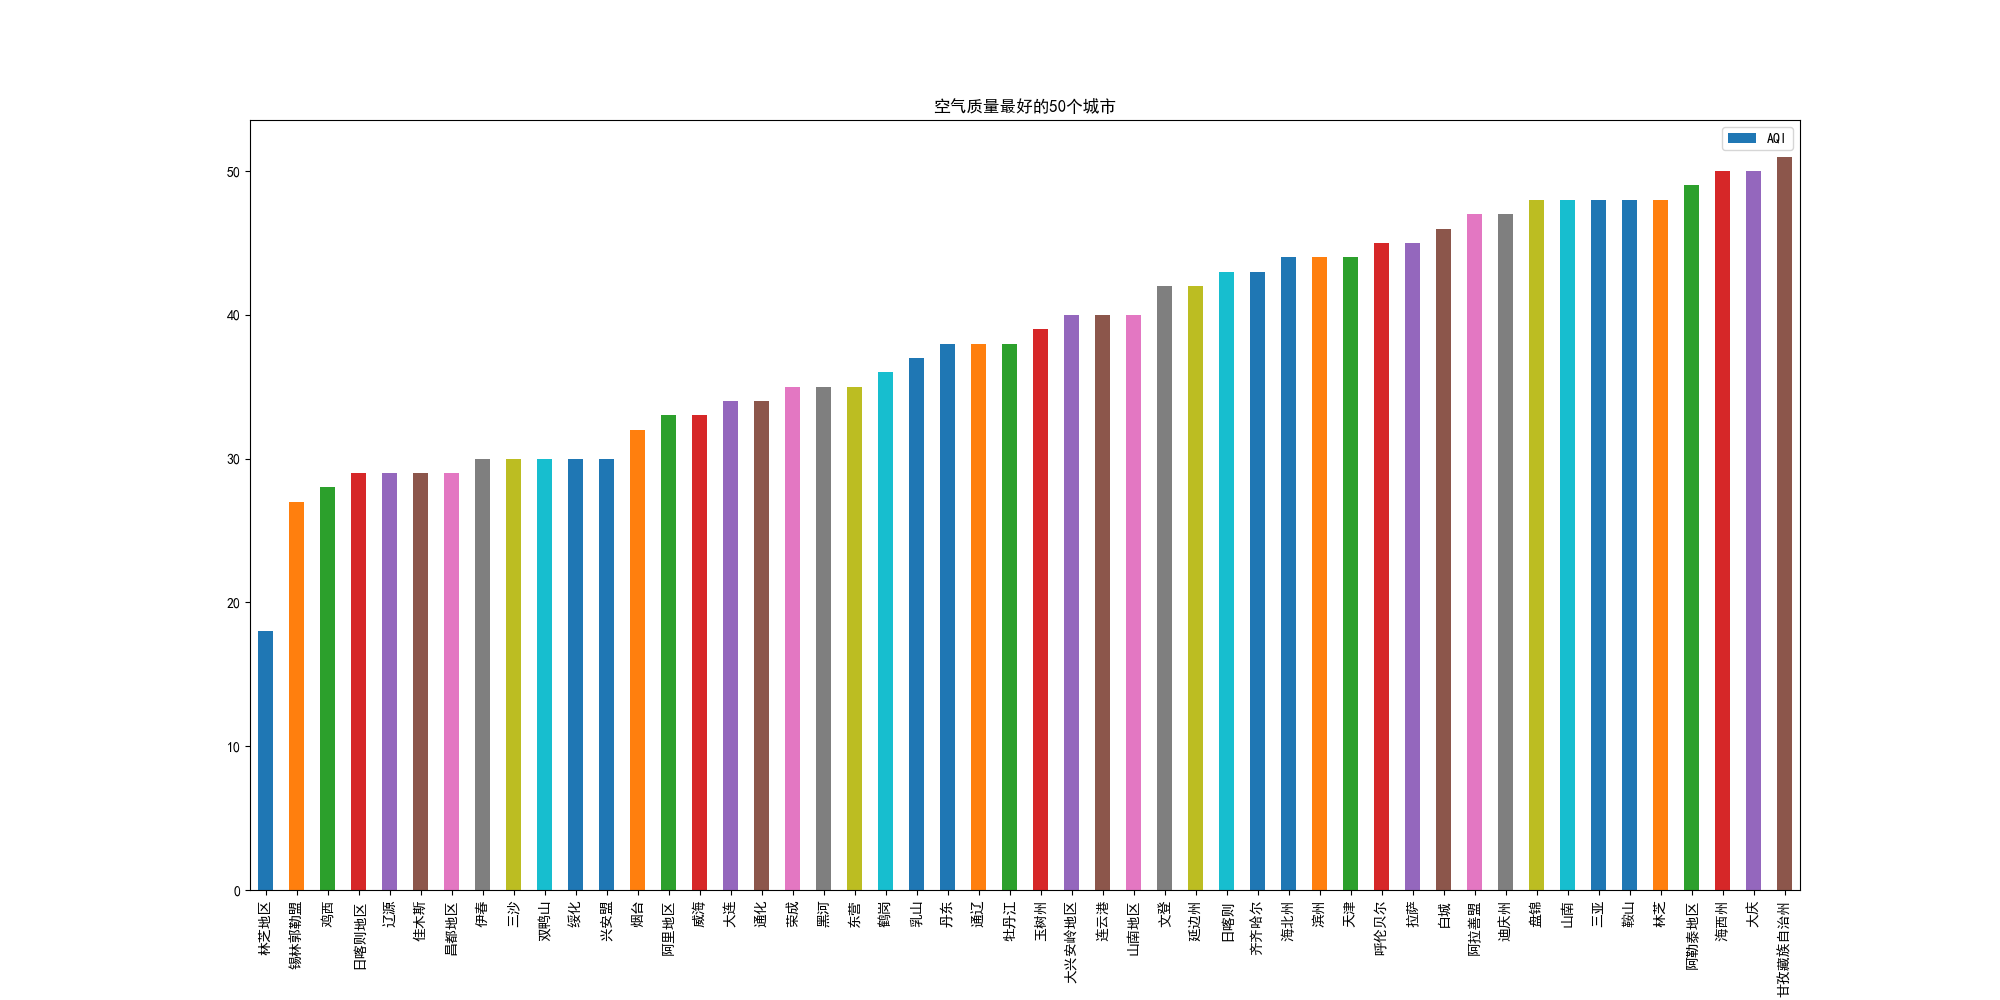 空气质量最好的50个城市
AQI
50
40
30
20
10
0
林芝地区
锡林郭勒盟
鸡西
日喀则地区
辽源
佳木斯
昌都地区
伊春
三沙
双鸭山
绥化
兴安盟
烟台
阿里地区
威海
大连
通化
荣成
黑河
东营
鹤岗
乳山
丹东
通辽
牡丹江
玉树州
大兴安岭地区
连云港
山南地区
文登
延边州
日喀则
齐齐哈尔
海北州
滨州
天津
呼伦贝尔
拉萨
白城
阿拉善盟
迪庆州
盘锦
山南
三亚
鞍山
林芝
阿勒泰地区
海西州
大庆
甘孜藏族自治州